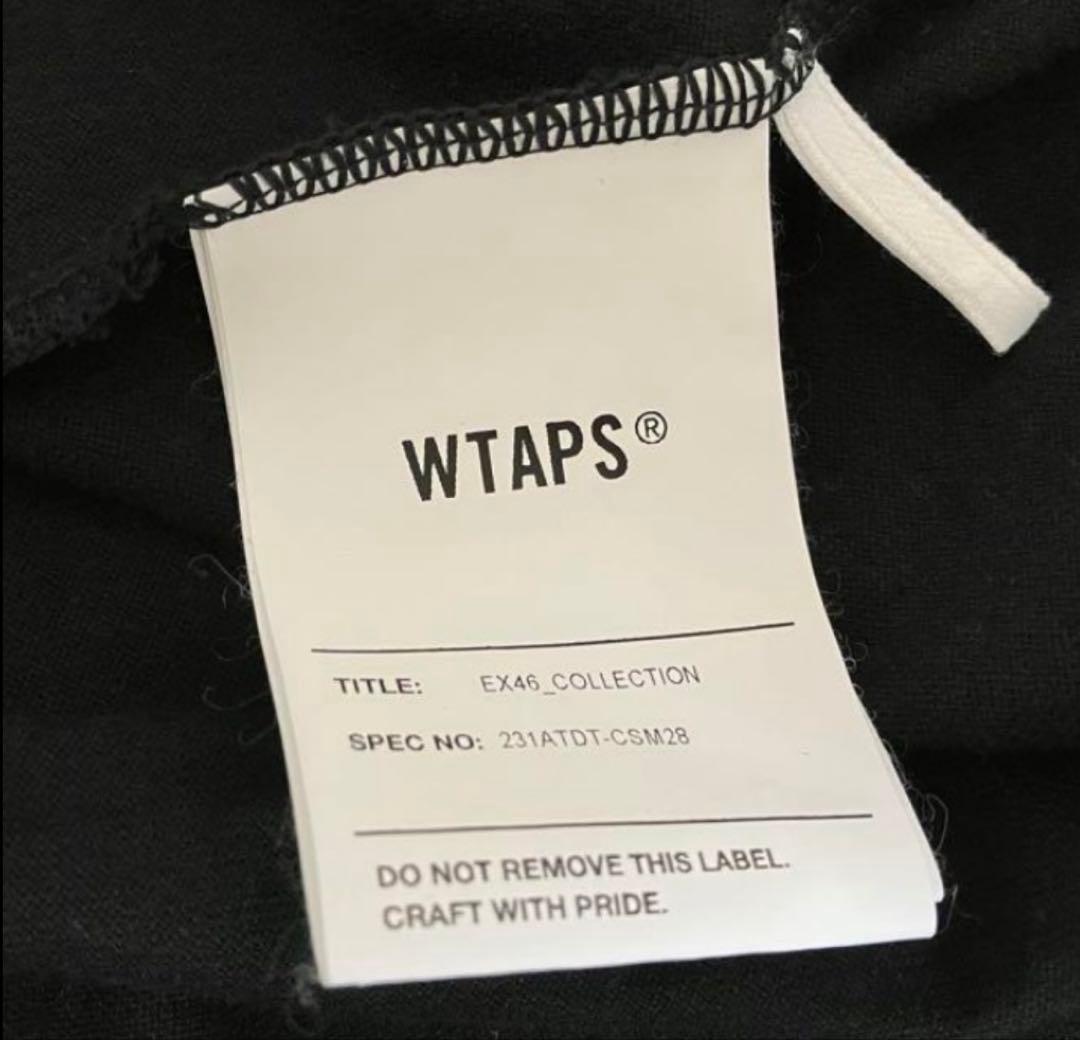 WTAPS®
TITLE: EX46_COLLECTION
SPEC NO: 231ATDT-CSM28
DO NOT REMOVE THIS LABEL.
CRAFT WITH PRIDE.